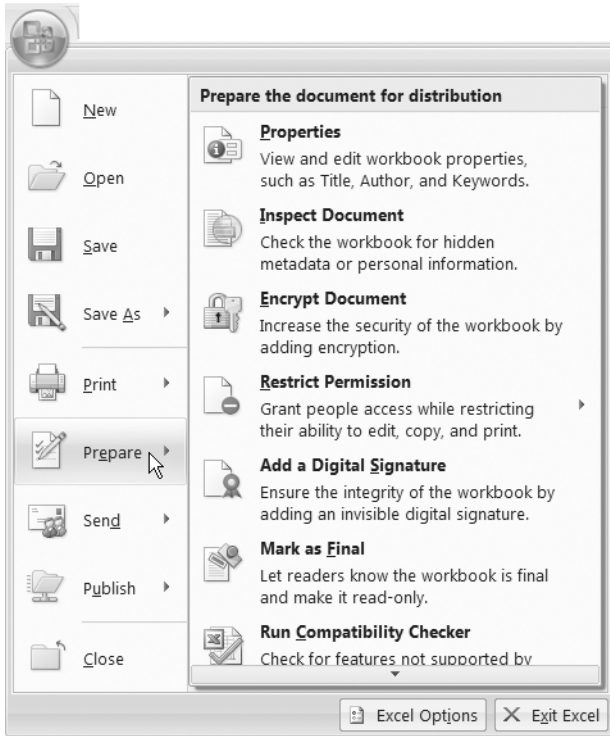 New
Open
Save
Save As
Print
Prepare
Send
Publish
Close
Prepare the document for distribution
Properties
View and edit workbook properties,
such as Title, Author, and Keywords.
Inspect Document
Check the workbook for hidden
metadata or personal information.
Encrypt Document
Increase the security of the workbook by
adding encryption.
Restrict Permission
Grant people access while restricting
their ability to edit, copy, and print.
Add a Digital Signature
Ensure the integrity of the workbook by
adding an invisible digital signature.
Mark as Final
Let readers know the workbook is final
and make it read-only.
Run Compatibility Checker
Check for features not supported by
Excel Options
Exit Excel